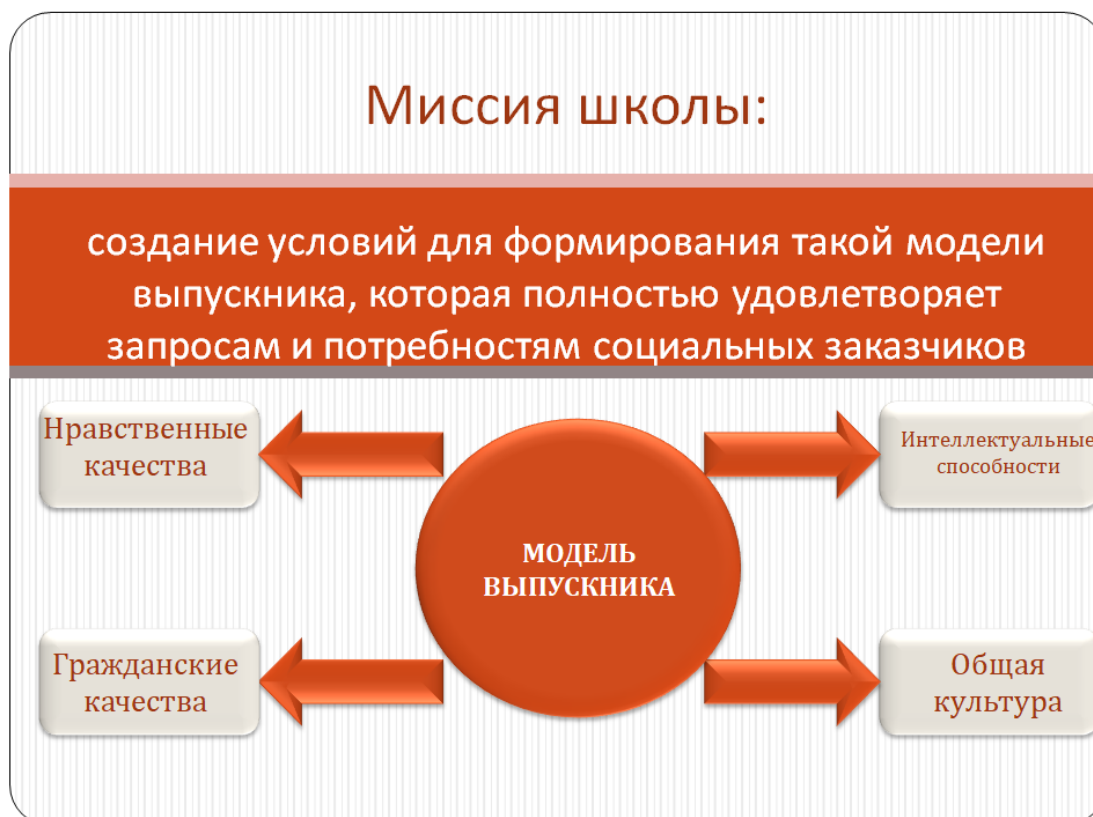 Миссия школы:
создание условий для формирования такой модели
выпускника, которая полностью удовлетворяет
запросам и потребностям социальных заказчиков
Нравственные
качества
Интеллектуальные
способности
МОДЕЛЬ
ВЫПУСКНИКА
Гражданские
качества
Общая
культура